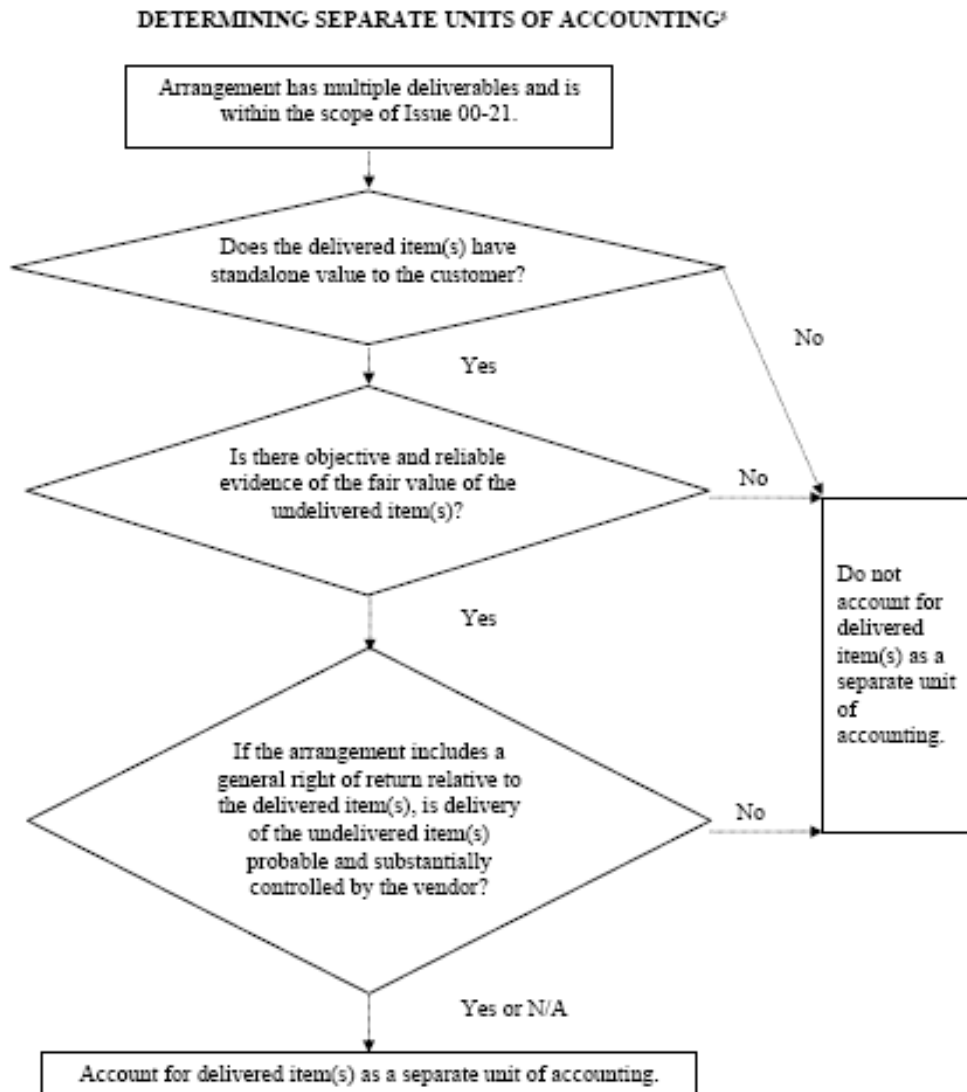 DETERMINING SEPARATE UNITS OF ACCOUNTING
Arrangement has multiple deliverables and is
within the scope of Issue 00-21.
Does the delivered item(s) have
standalone value to the customer?
No
Yes
Is there objective and reliable
evidence of the fair value of the
undelivered item(s)?
No
Do not
account for
delivered
item(s) as a
separate unit
of
accounting.
Yes
If the arrangement includes a
general right of return relative to
the delivered item(s), is delivery
of the undelivered item(s)
probable and substantially
controlled by the vendor?
No
Yes or N/A
Account for delivered item(s) as a separate unit of accounting.